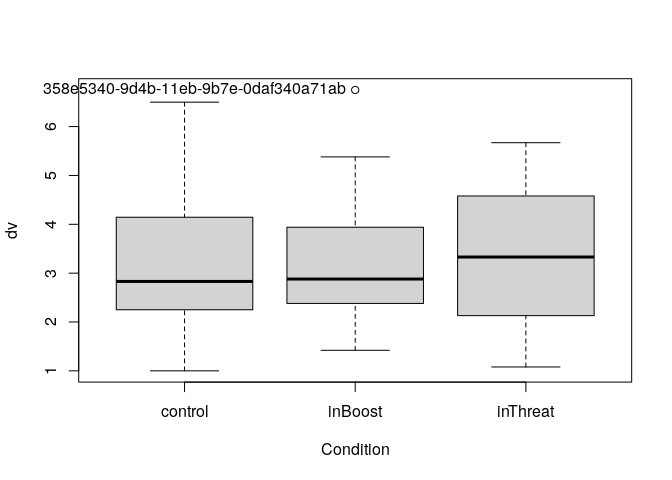 358e5340-9d4b-11eb-9b7e-0daf340a71ab
6
5
4
3
2
1
dv
control inBoost inThreat
Condition